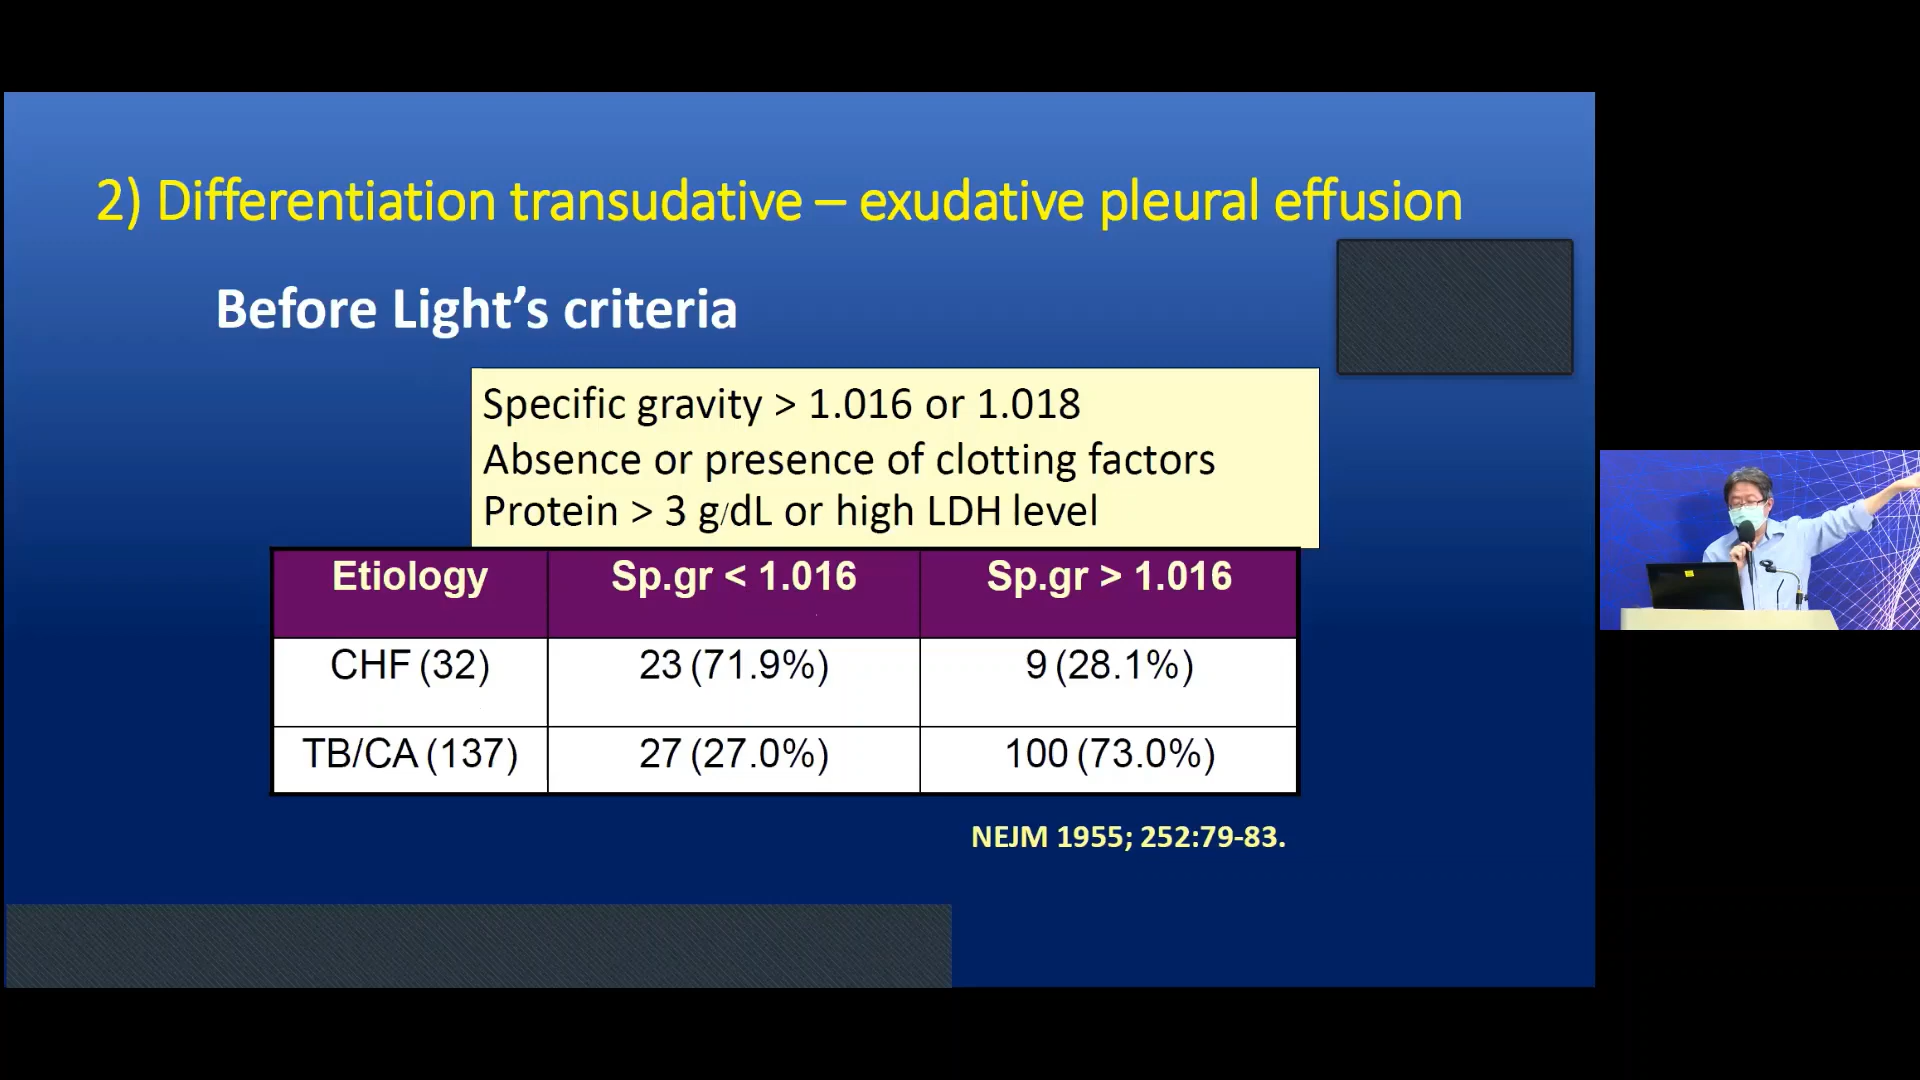 2) Differentiation transudative – exudative pleural effusion
Before Light’s criteria
Specific gravity > 1.016 or 1.018
Absence or presence of clotting factors
Protein > 3 g/dL or high LDH level
Etiology Sp.gr < 1.016 Sp.gr > 1.016
CHF (32) 23 (71.9%) 9 (28.1%)
TB/CA (137) 27 (27.0%) 100 (73.0%)
NEJM 1955; 252:79-83.